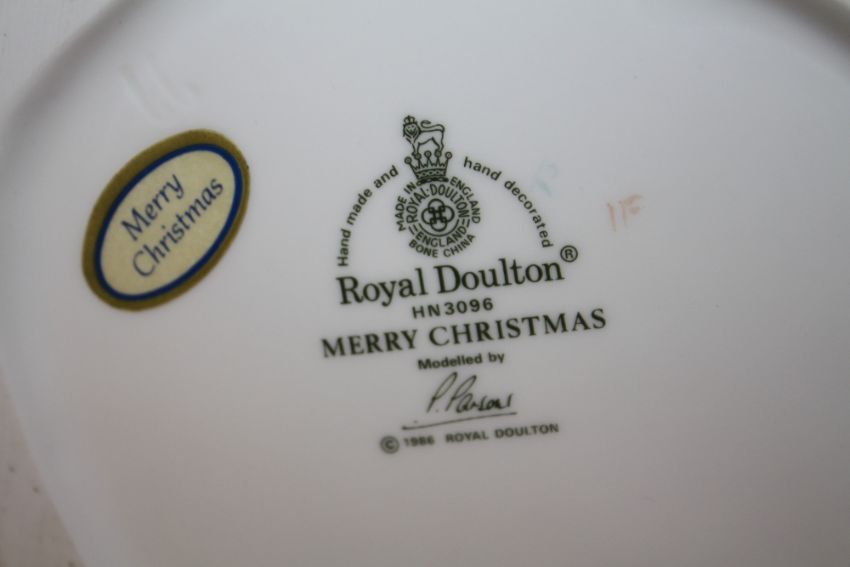 Merry
Christmas
Hand made and hand decorated
MADE IN ENGLAND
ROYAL·DOULTON
ENGLAND
BONE CHINA
Royal Doulton®
HN3096
MERRY CHRISTMAS
Modelled by
P. Parsons
© 1986 ROYAL DOULTON